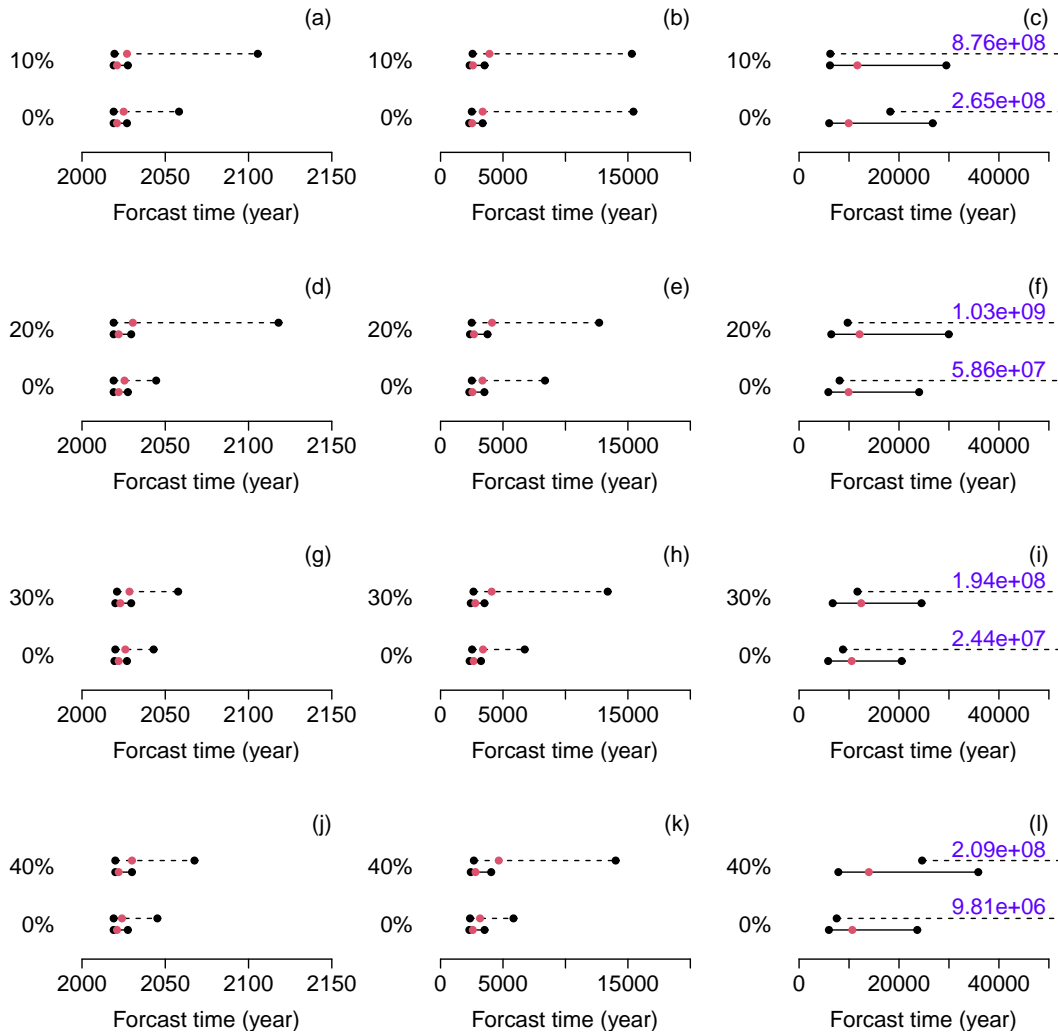 (a) (b) (c)
8.76e+08
10% 10% 10%
2.65e+08
0% 0% 0%
2000 2050 2100 2150 0 5000 15000 0 20000 40000
Forcast time (year) Forcast time (year) Forcast time (year)
(d) (e) (f)
1.03e+09
20% 20% 20%
5.86e+07
0% 0% 0%
2000 2050 2100 2150 0 5000 15000 0 20000 40000
Forcast time (year) Forcast time (year) Forcast time (year)
(g) (h) (i)
1.94e+08
30% 30% 30%
2.44e+07
0% 0% 0%
2000 2050 2100 2150 0 5000 15000 0 20000 40000
Forcast time (year) Forcast time (year) Forcast time (year)
(j) (k) (l)
2.09e+08
40% 40% 40%
9.81e+06
0% 0% 0%
2000 2050 2100 2150 0 5000 15000 0 20000 40000
Forcast time (year) Forcast time (year) Forcast time (year)